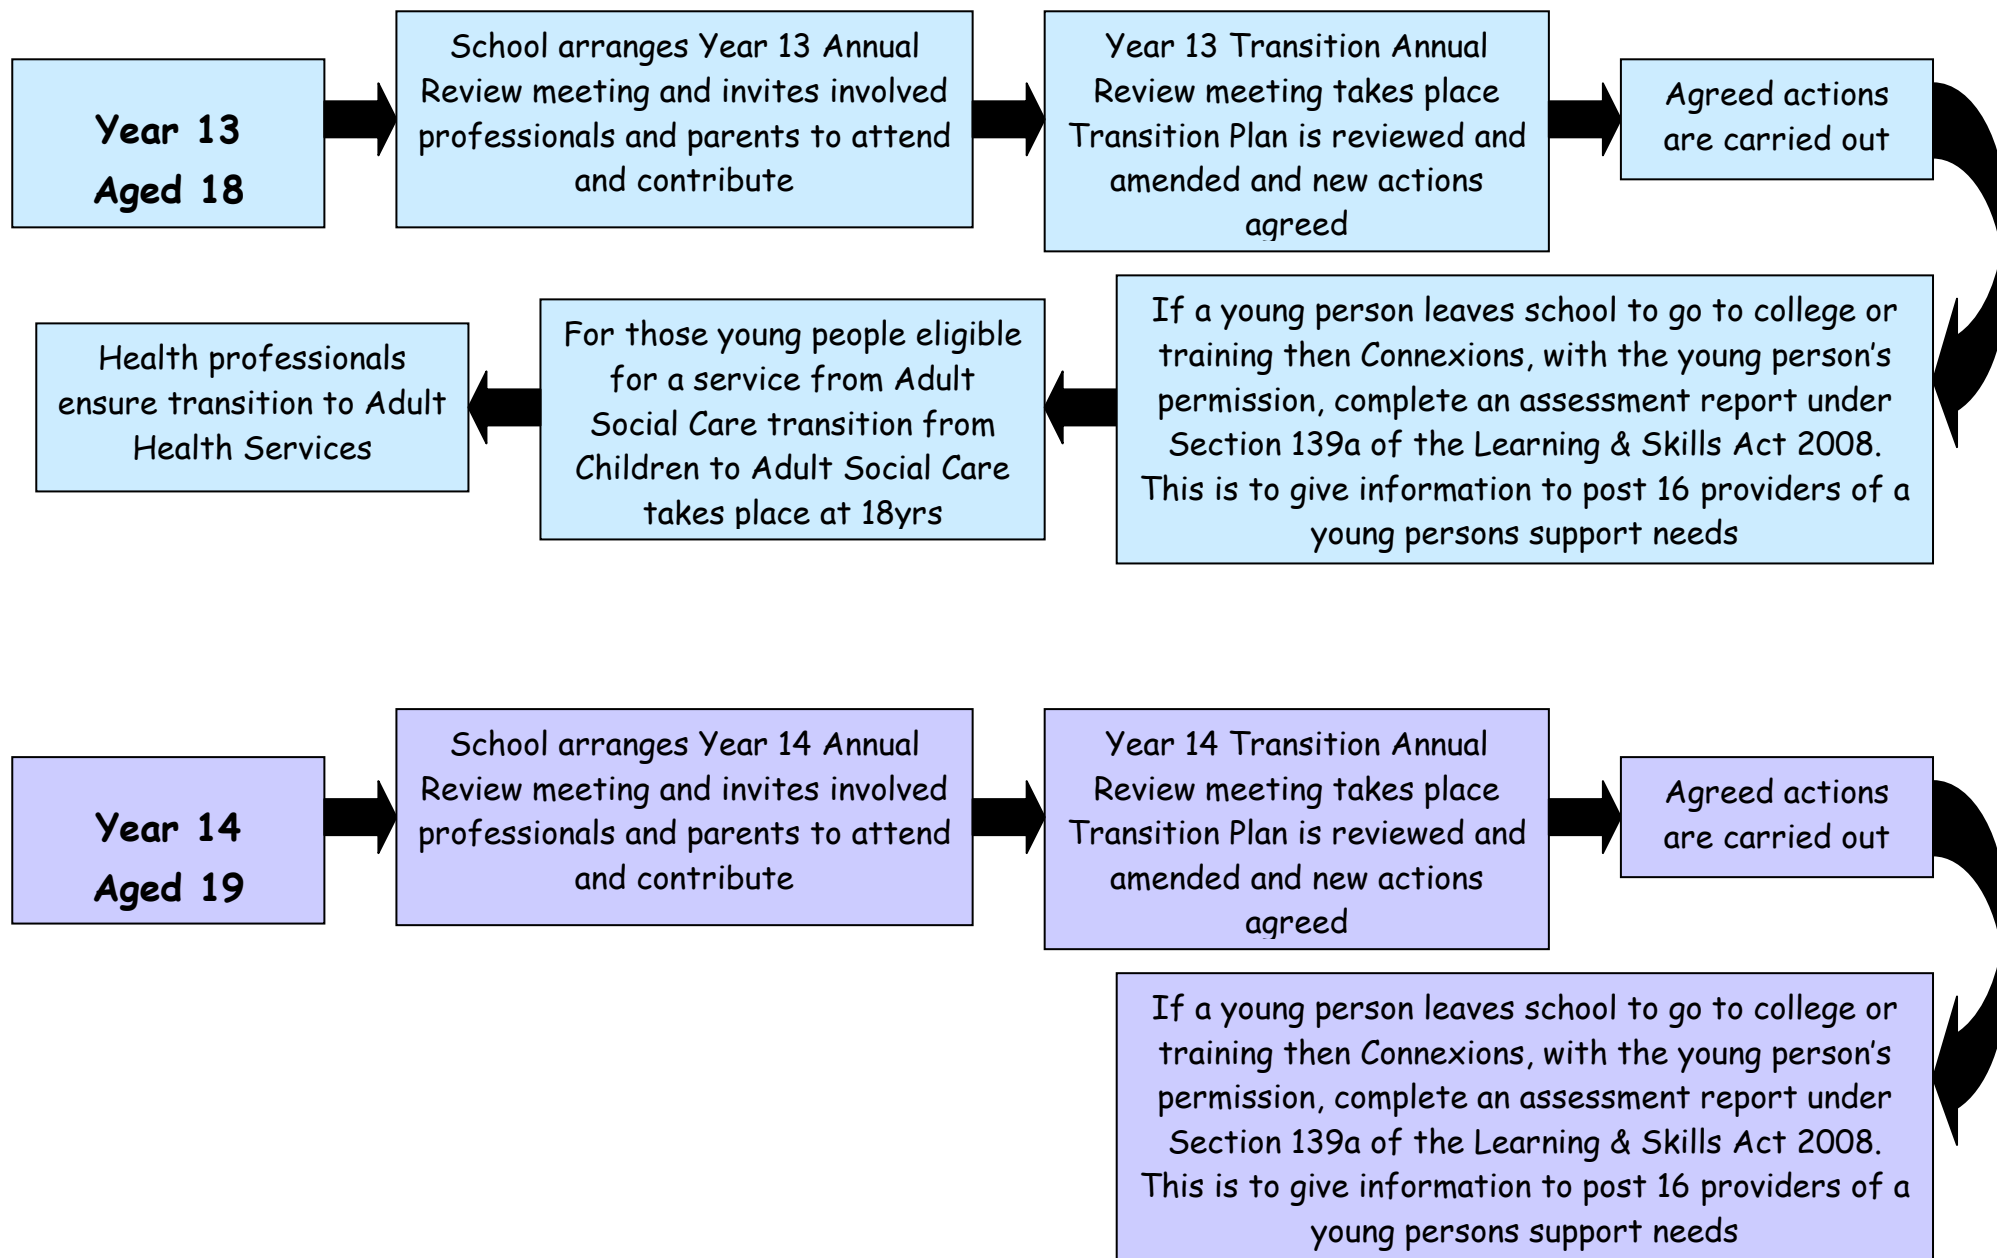 Year 13
Aged 18
School arranges Year 13 Annual
Review meeting and invites involved
professionals and parents to attend
and contribute
Year 13 Transition Annual
Review meeting takes place
Transition Plan is reviewed and
amended and new actions
agreed
Agreed actions
are carried out
If a young person leaves school to go to college or
training then Connexions, with the young person’s
permission, complete an assessment report under
Section 139a of the Learning & Skills Act 2008.
This is to give information to post 16 providers of a
young persons support needs
For those young people eligible
for a service from Adult
Social Care transition from
Children to Adult Social Care
takes place at 18yrs
Health professionals
ensure transition to Adult
Health Services
Year 14
Aged 19
School arranges Year 14 Annual
Review meeting and invites involved
professionals and parents to attend
and contribute
Year 14 Transition Annual
Review meeting takes place
Transition Plan is reviewed and
amended and new actions
agreed
Agreed actions
are carried out
If a young person leaves school to go to college or
training then Connexions, with the young person’s
permission, complete an assessment report under
Section 139a of the Learning & Skills Act 2008.
This is to give information to post 16 providers of a
young persons support needs